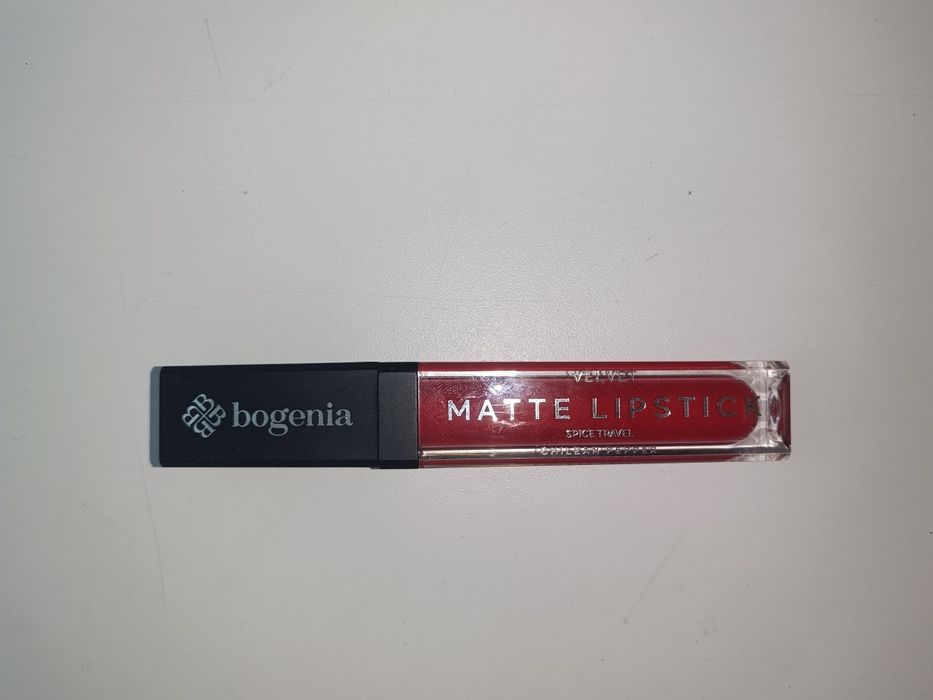 bogenia
VELVET
MATTE LIPSTICK
SPICE TRAVEL
CHILEAN PEPPER